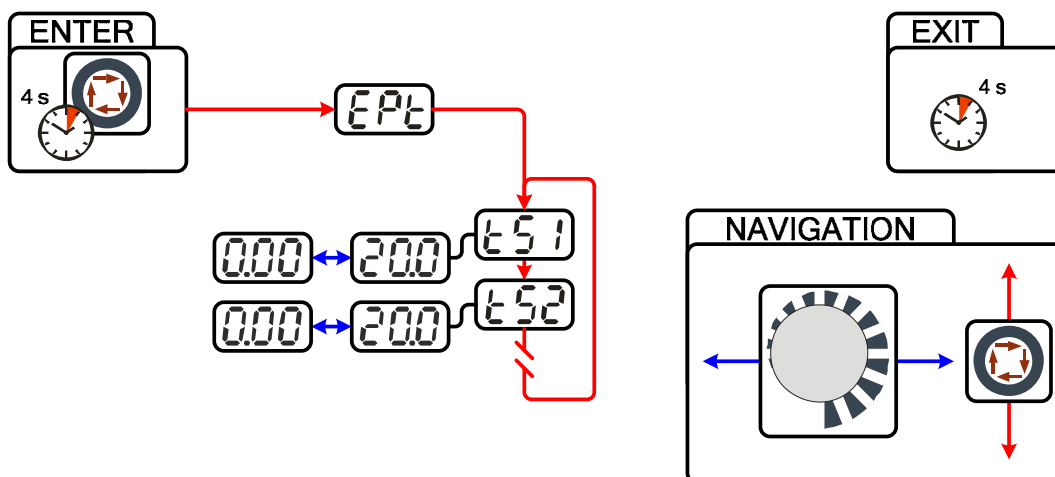 ENTER
EXIT
4 s
4 s
EPt
tS1
0.00
20.0
NAVIGATION
tS2
0.00
20.0